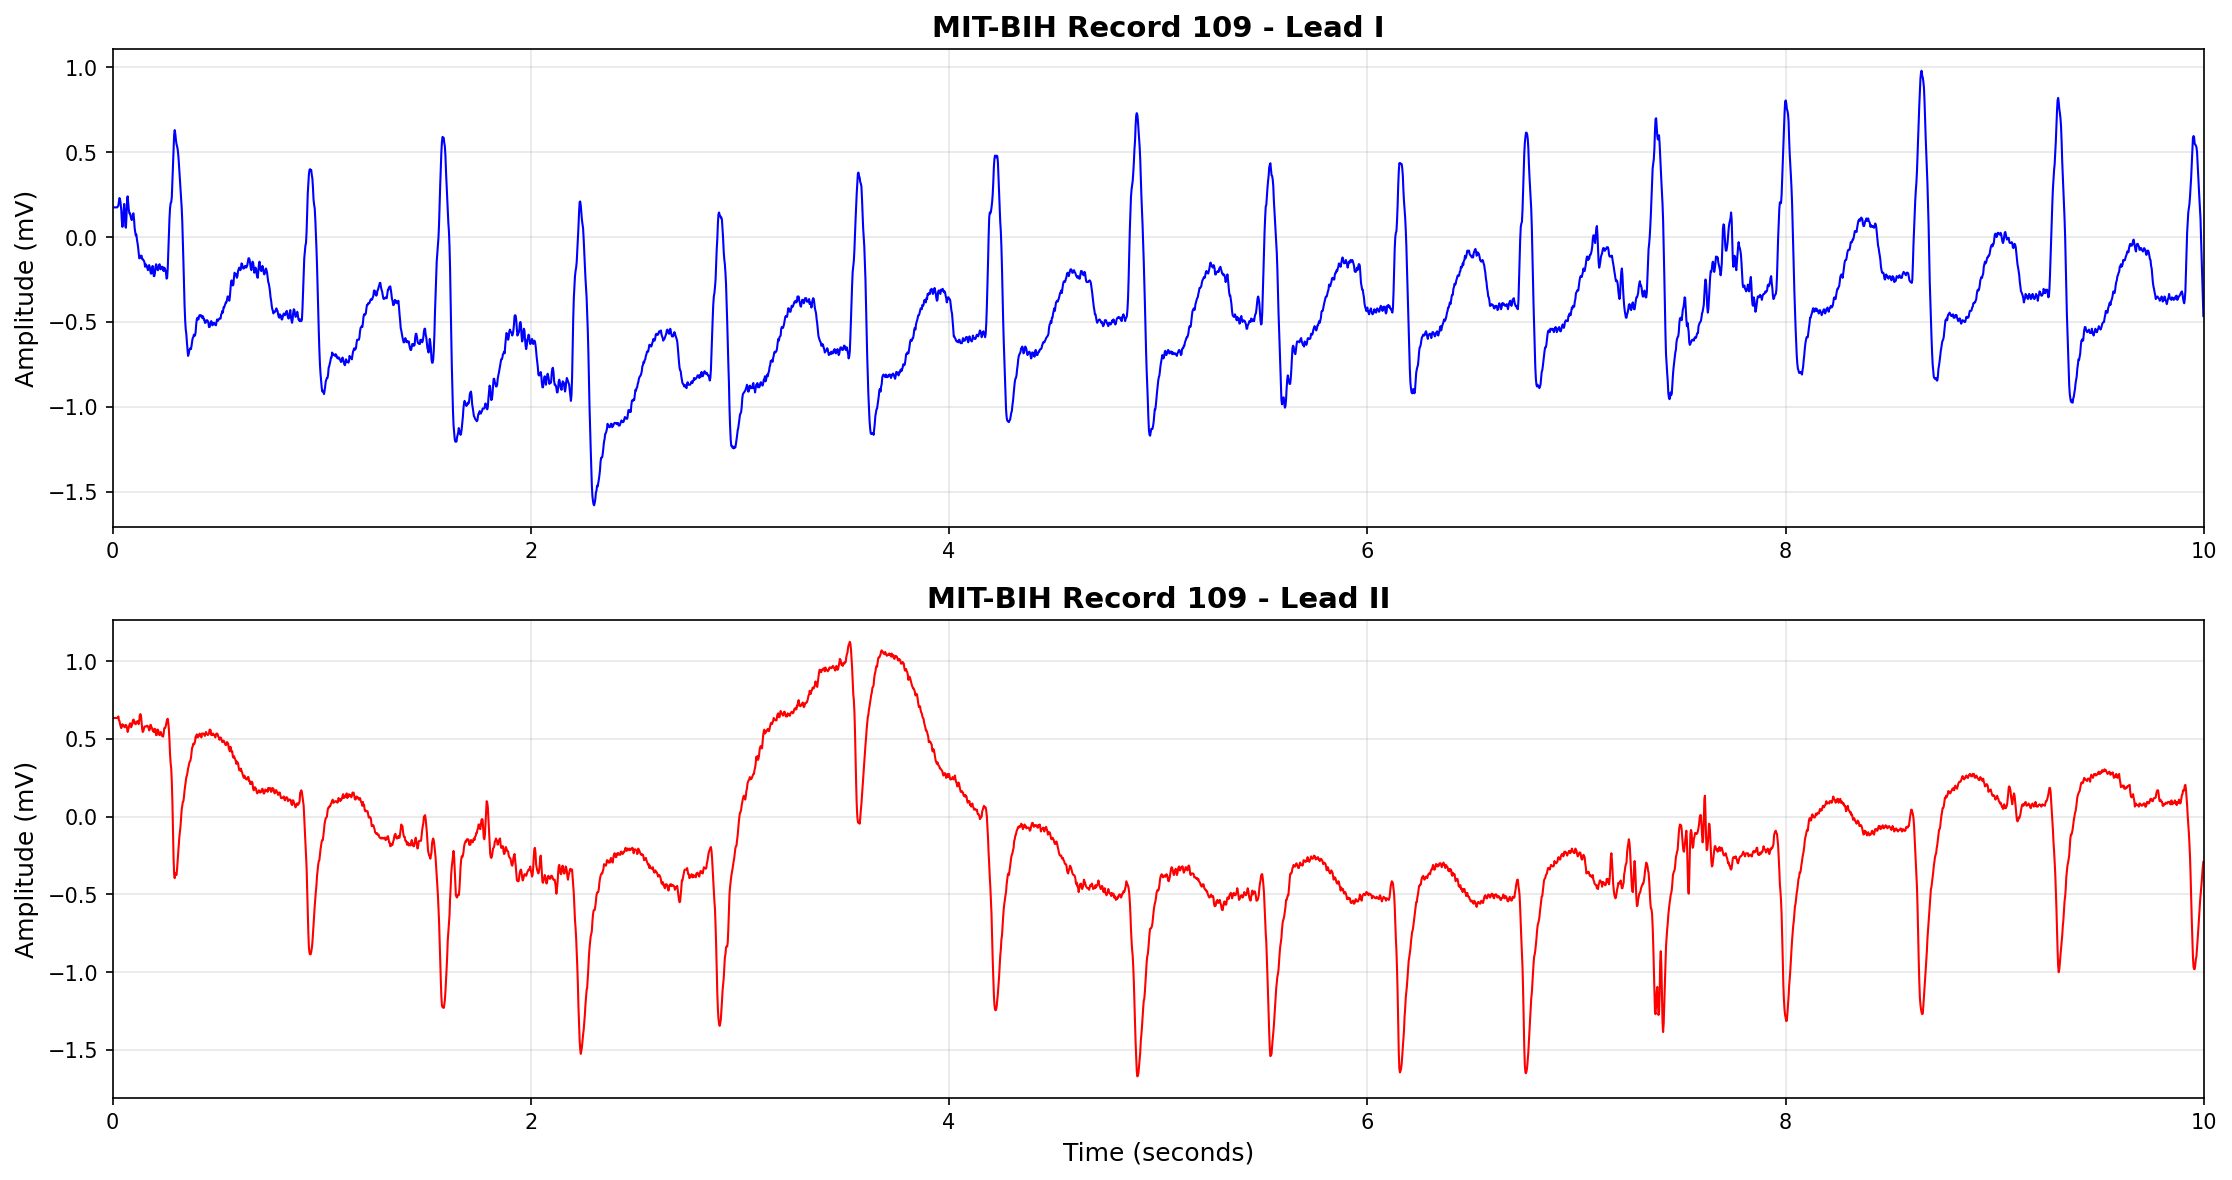 MIT-BIH Record 109 - Lead I
Amplitude (mV)
1.0
0.5
0.0
−0.5
−1.0
−1.5
0 2 4 6 8 10
MIT-BIH Record 109 - Lead II
Amplitude (mV)
1.0
0.5
0.0
−0.5
−1.0
−1.5
0 2 4 6 8 10
Time (seconds)